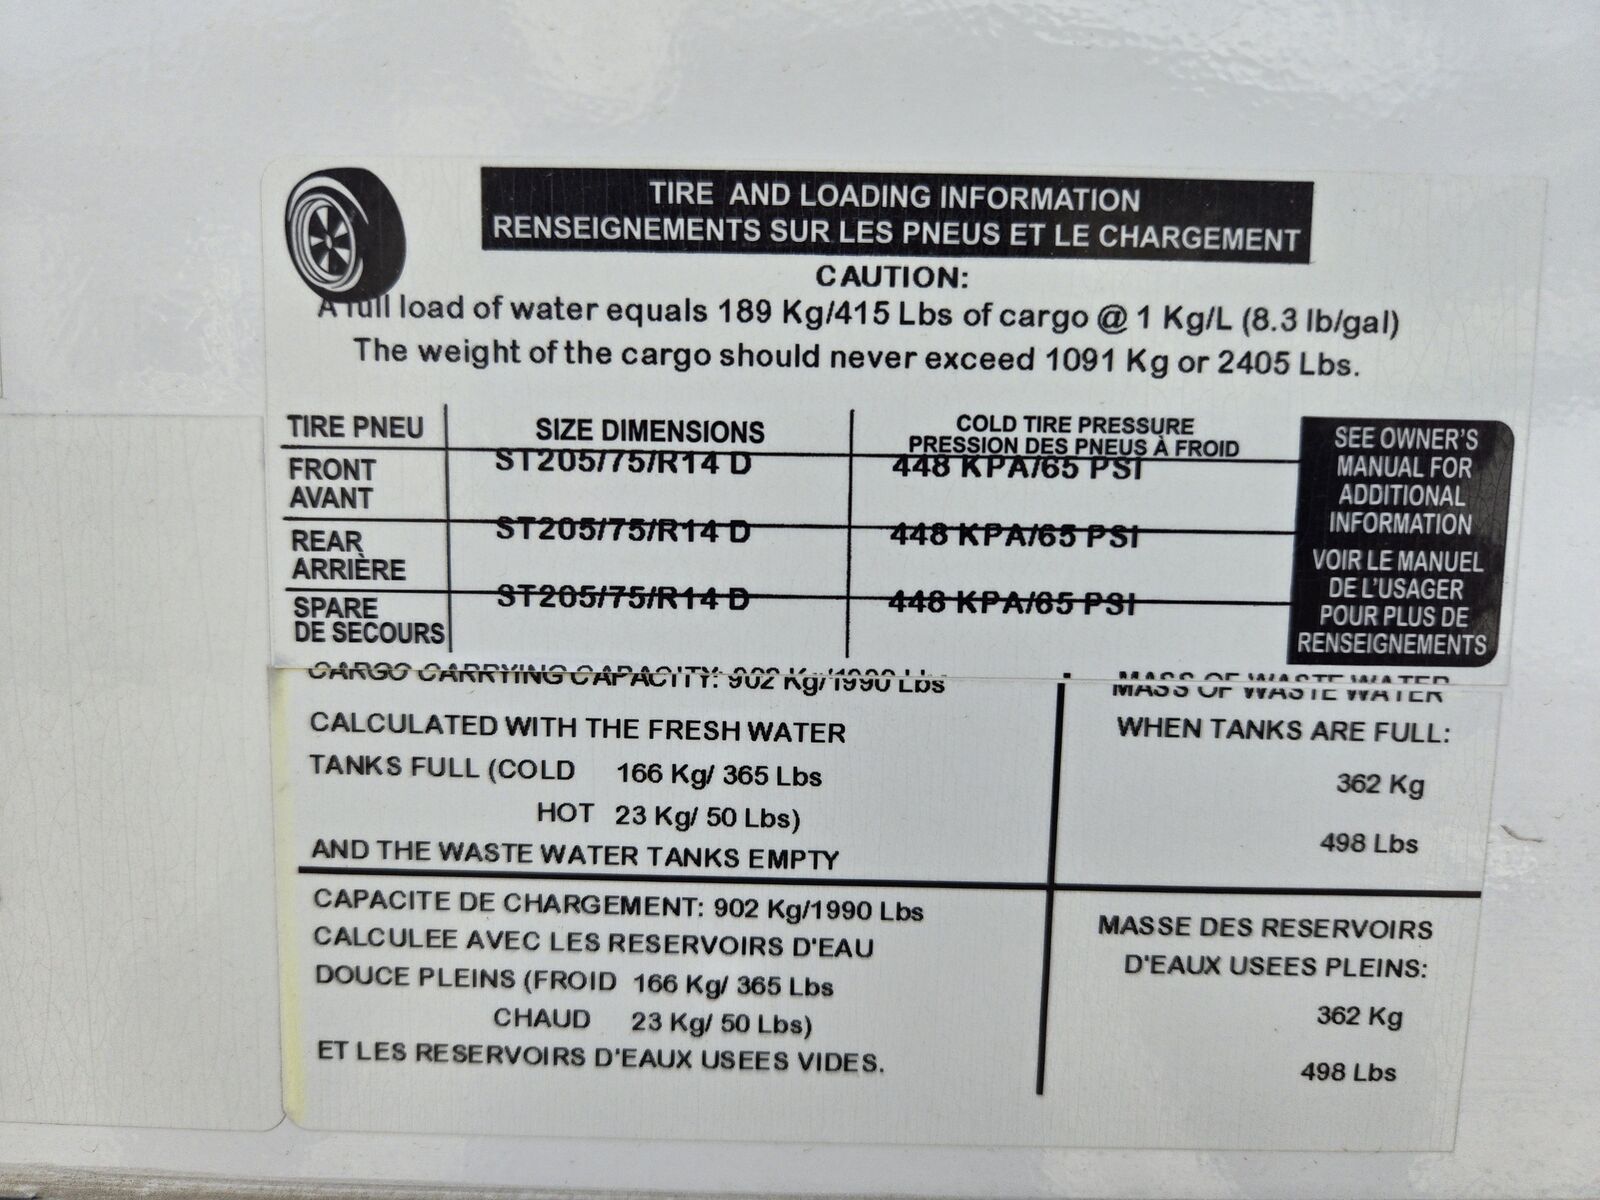 TIRE AND LOADING INFORMATION
RENSEIGNEMENTS SUR LES PNEUS ET LE CHARGEMENT
CAUTION:
A full load of water equals 189 Kg/415 Lbs of cargo @ 1 Kg/L (8.3 lb/gal)
The weight of the cargo should never exceed 1091 Kg or 2405 Lbs.
TIRE PNEU
SIZE DIMENSIONS
COLD TIRE PRESSURE
PRESSION DES PNEUS À FROID
FRONT
AVANT
ST205/75/R14 D
448 KPA/65 PSI
REAR
ARRIÈRE
ST205/75/R14 D
448 KPA/65 PSI
SPARE
DE SECOURS
ST205/75/R14 D
448 KPA/65 PSI
SEE OWNER'S
MANUAL FOR
ADDITIONAL
INFORMATION
VOIR LE MANUEL
DE L'USAGER
POUR PLUS DE
RENSEIGNEMENTS
CARGO CARRYING CAPACITY: 902 Kg/1990 Lbs
CALCULATED WITH THE FRESH WATER
TANKS FULL (COLD 166 Kg/ 365 Lbs
HOT 23 Kg/ 50 Lbs)
AND THE WASTE WATER TANKS EMPTY
MASS OF WASTE WATER
WHEN TANKS ARE FULL:
362 Kg
498 Lbs
CAPACITE DE CHARGEMENT: 902 Kg/1990 Lbs
CALCULEE AVEC LES RESERVOIRS D'EAU
DOUCE PLEINS (FROID 166 Kg/ 365 Lbs
CHAUD 23 Kg/ 50 Lbs)
ET LES RESERVOIRS D'EAUX USEES VIDES.
MASSE DES RESERVOIRS
D'EAUX USEES PLEINS:
362 Kg
498 Lbs